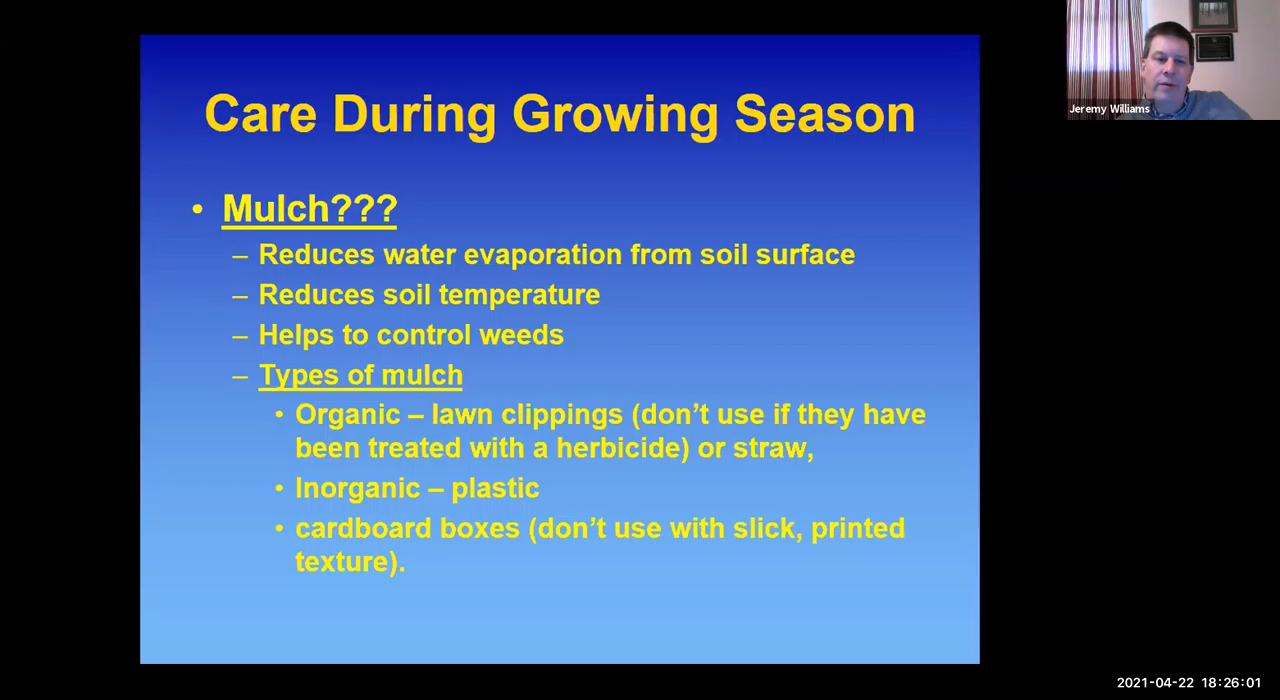 Care During Growing Season
• Mulch???
– Reduces water evaporation from soil surface
– Reduces soil temperature
– Helps to control weeds
– Types of mulch
• Organic – lawn clippings (don’t use if they have
been treated with a herbicide) or straw,
• Inorganic – plastic
• cardboard boxes (don’t use with slick, printed
texture).
Jeremy Williams
2021-04-22 18:26:01